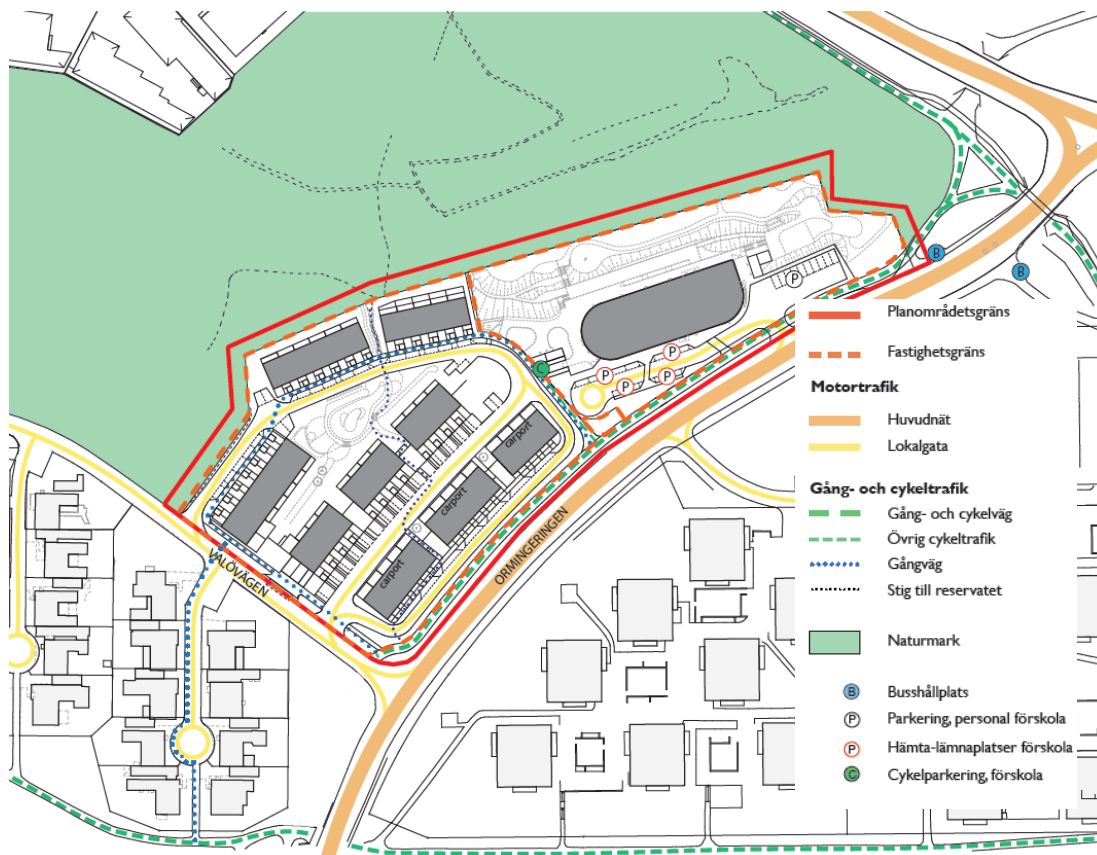 B
B
P
P
P
P
P
C
carport
carport
carport
VALÖVÄGEN
ORMINGERINGEN
Planområdetsgräns
Fastighetsgräns
Motortrafik
Huvudnät
Lokalgata
Gång- och cykeltrafik
Gång- och cykelväg
Övrig cykeltrafik
Gångväg
Stig till reservatet
Naturmark
B Busshållplats
P Parkering, personal förskola
P Hämta-lämnaplatser förskola
C Cykelparkering, förskola